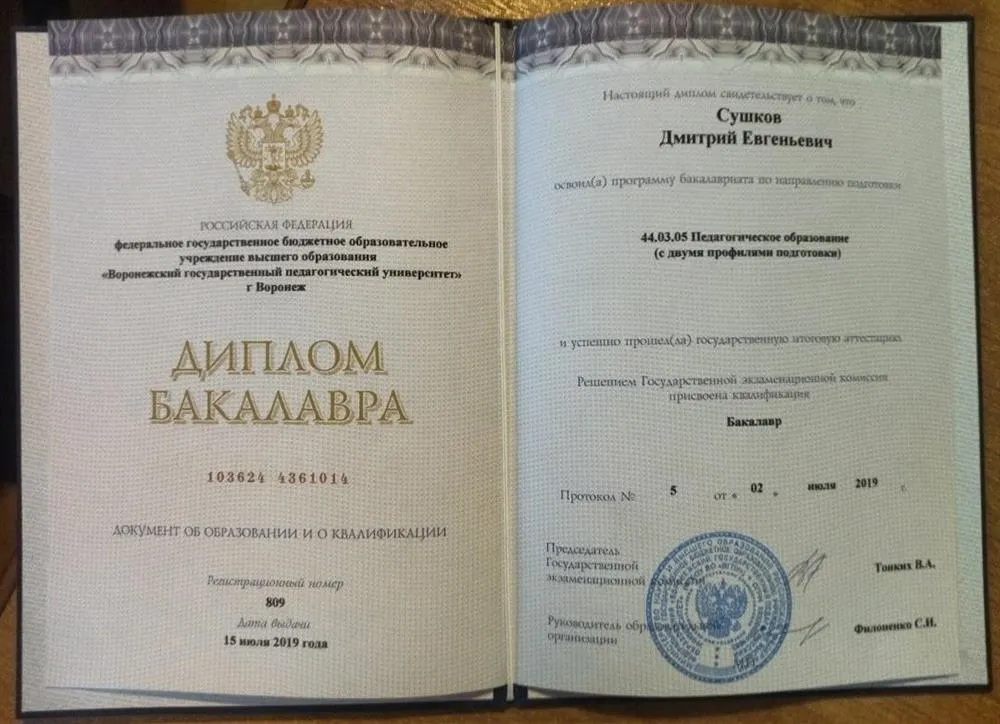 РОССИЙСКАЯ ФЕДЕРАЦИЯ
федеральное государственное бюджетное образовательное
учреждение высшего образования
«Воронежский государственный педагогический университет»
г Воронеж
ДИПЛОМ
БАКАЛАВРА
103624 4361014
ДОКУМЕНТ ОБ ОБРАЗОВАНИИ И О КВАЛИФИКАЦИИ
Регистрационный номер
809
Дата выдачи
15 июля 2019 года
Настоящий диплом свидетельствует о том, что
Сушков
Дмитрий Евгеньевич
освоил(а) программу бакалавриата по направлению подготовки
44.03.05 Педагогическое образование
(с двумя профилями подготовки)
и успешно прошел(ла) государственную итоговую аттестацию
Решением Государственной экзаменационной комиссии
присвоена квалификация
Бакалавр
Протокол № 5 от « 02 » июля 2019 г.
Председатель
Государственной
экзаменационной комиссии
Тонких В.А.
Руководитель образовательной
организации
Филоненко С.И.
М.П.